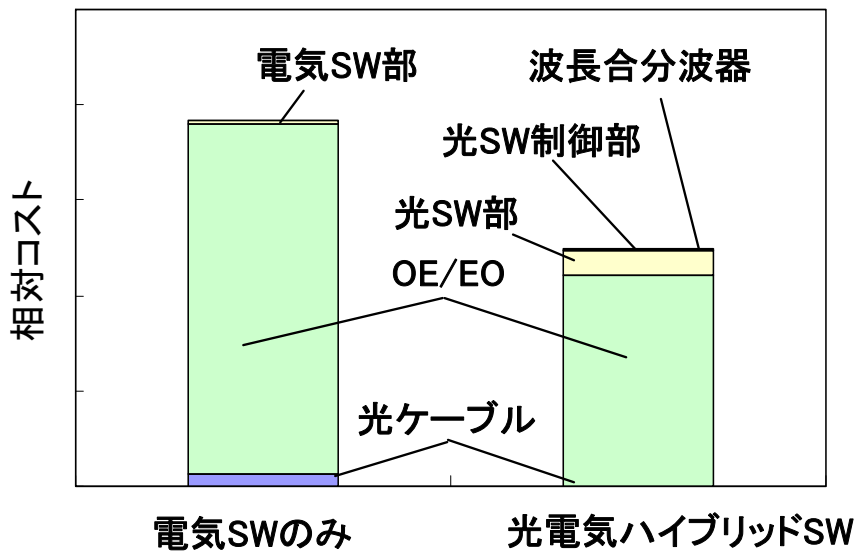 相対コスト
電気SW部
波長合分波器
光SW制御部
光SW部
OE/EO
光ケーブル
電気SWのみ
光電気ハイブリッドSW